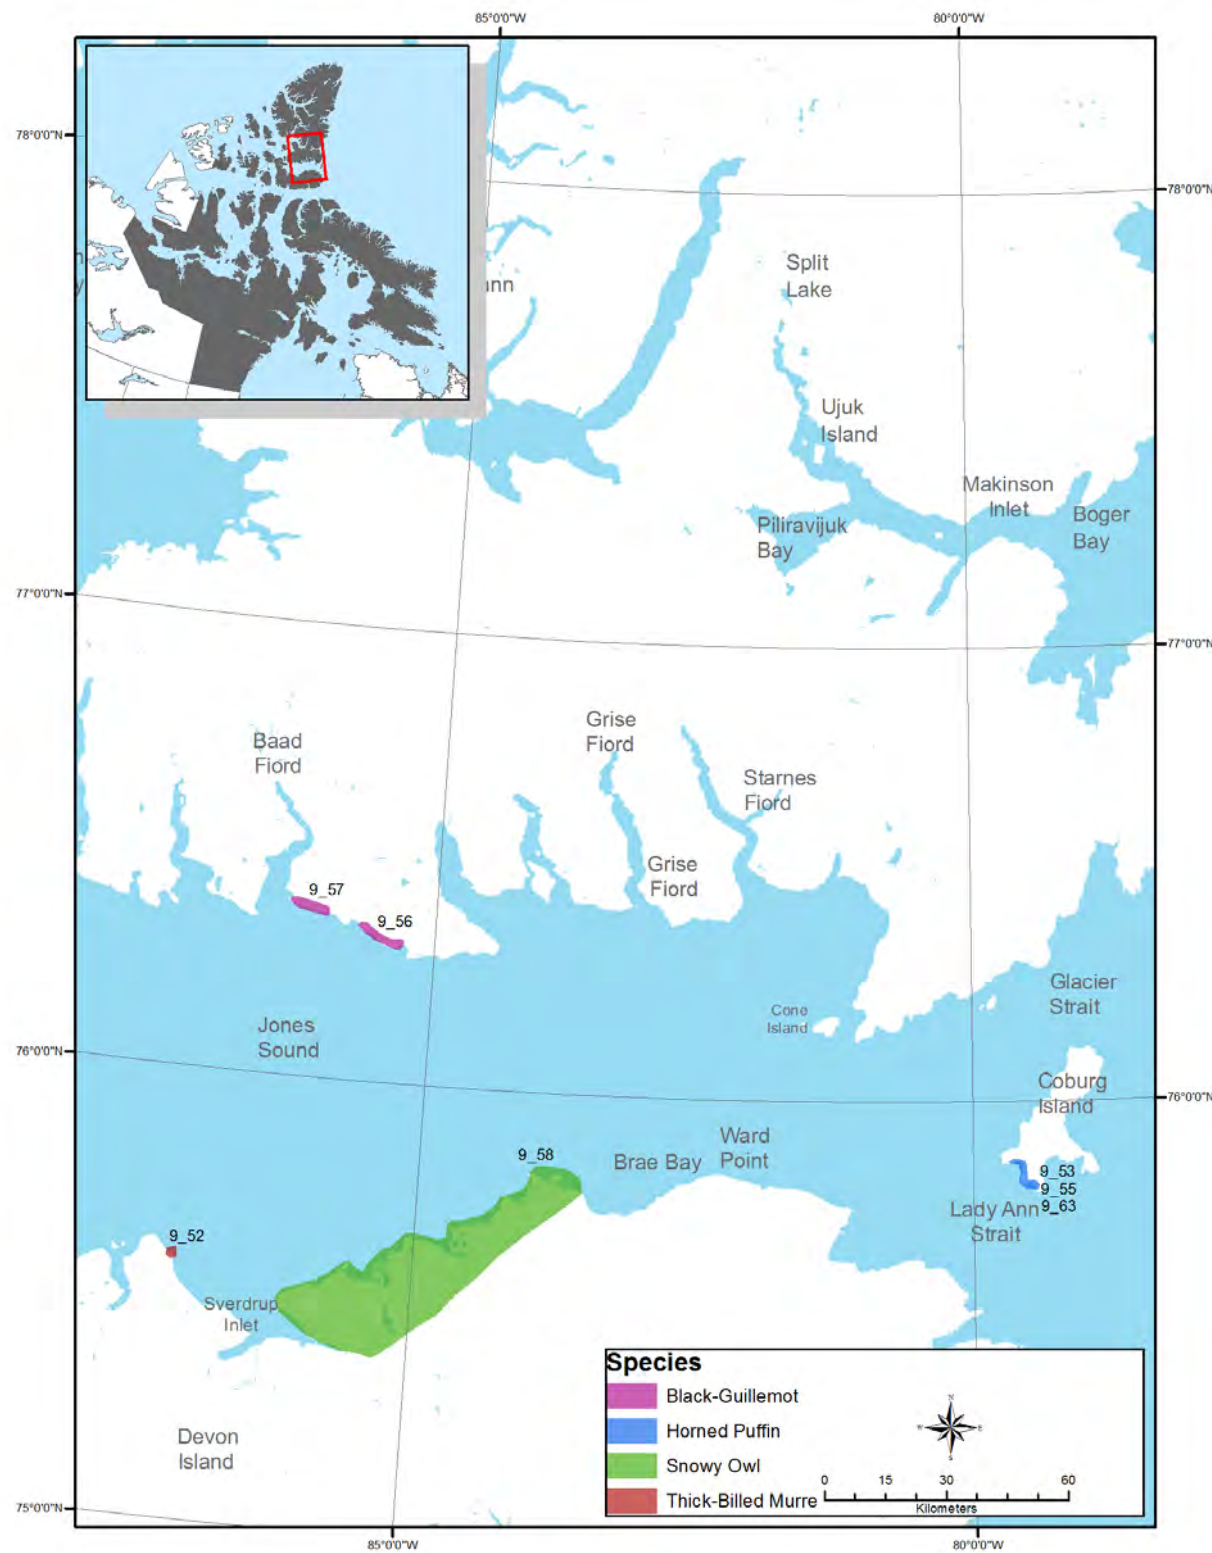 85°0'0"W
80°0'0"W
78°0'0"N
78°0'0"N
Split
Lake
Ujuk
Island
Makinson
Inlet
Boger
Bay
Piliravijuk
Bay
77°0'0"N
77°0'0"N
Grise
Fiord
Baad
Fiord
Starnes
Fiord
Grise
Fiord
9_57
9_56
Glacier
Strait
Cone
Island
Jones
Sound
76°0'0"N
76°0'0"N
Coburg
Island
Ward
Point
Brae Bay
9_58
9_53
9_55
9_63
Lady Ann
Strait
9_52
Sverdrup
Inlet
Devon
Island
Species
Black-Guillemot
Horned Puffin
Snowy Owl
Thick-Billed Murre
N
W
E
S
0 15 30 60
Kilometers
75°0'0"N
85°0'0"W
80°0'0"W